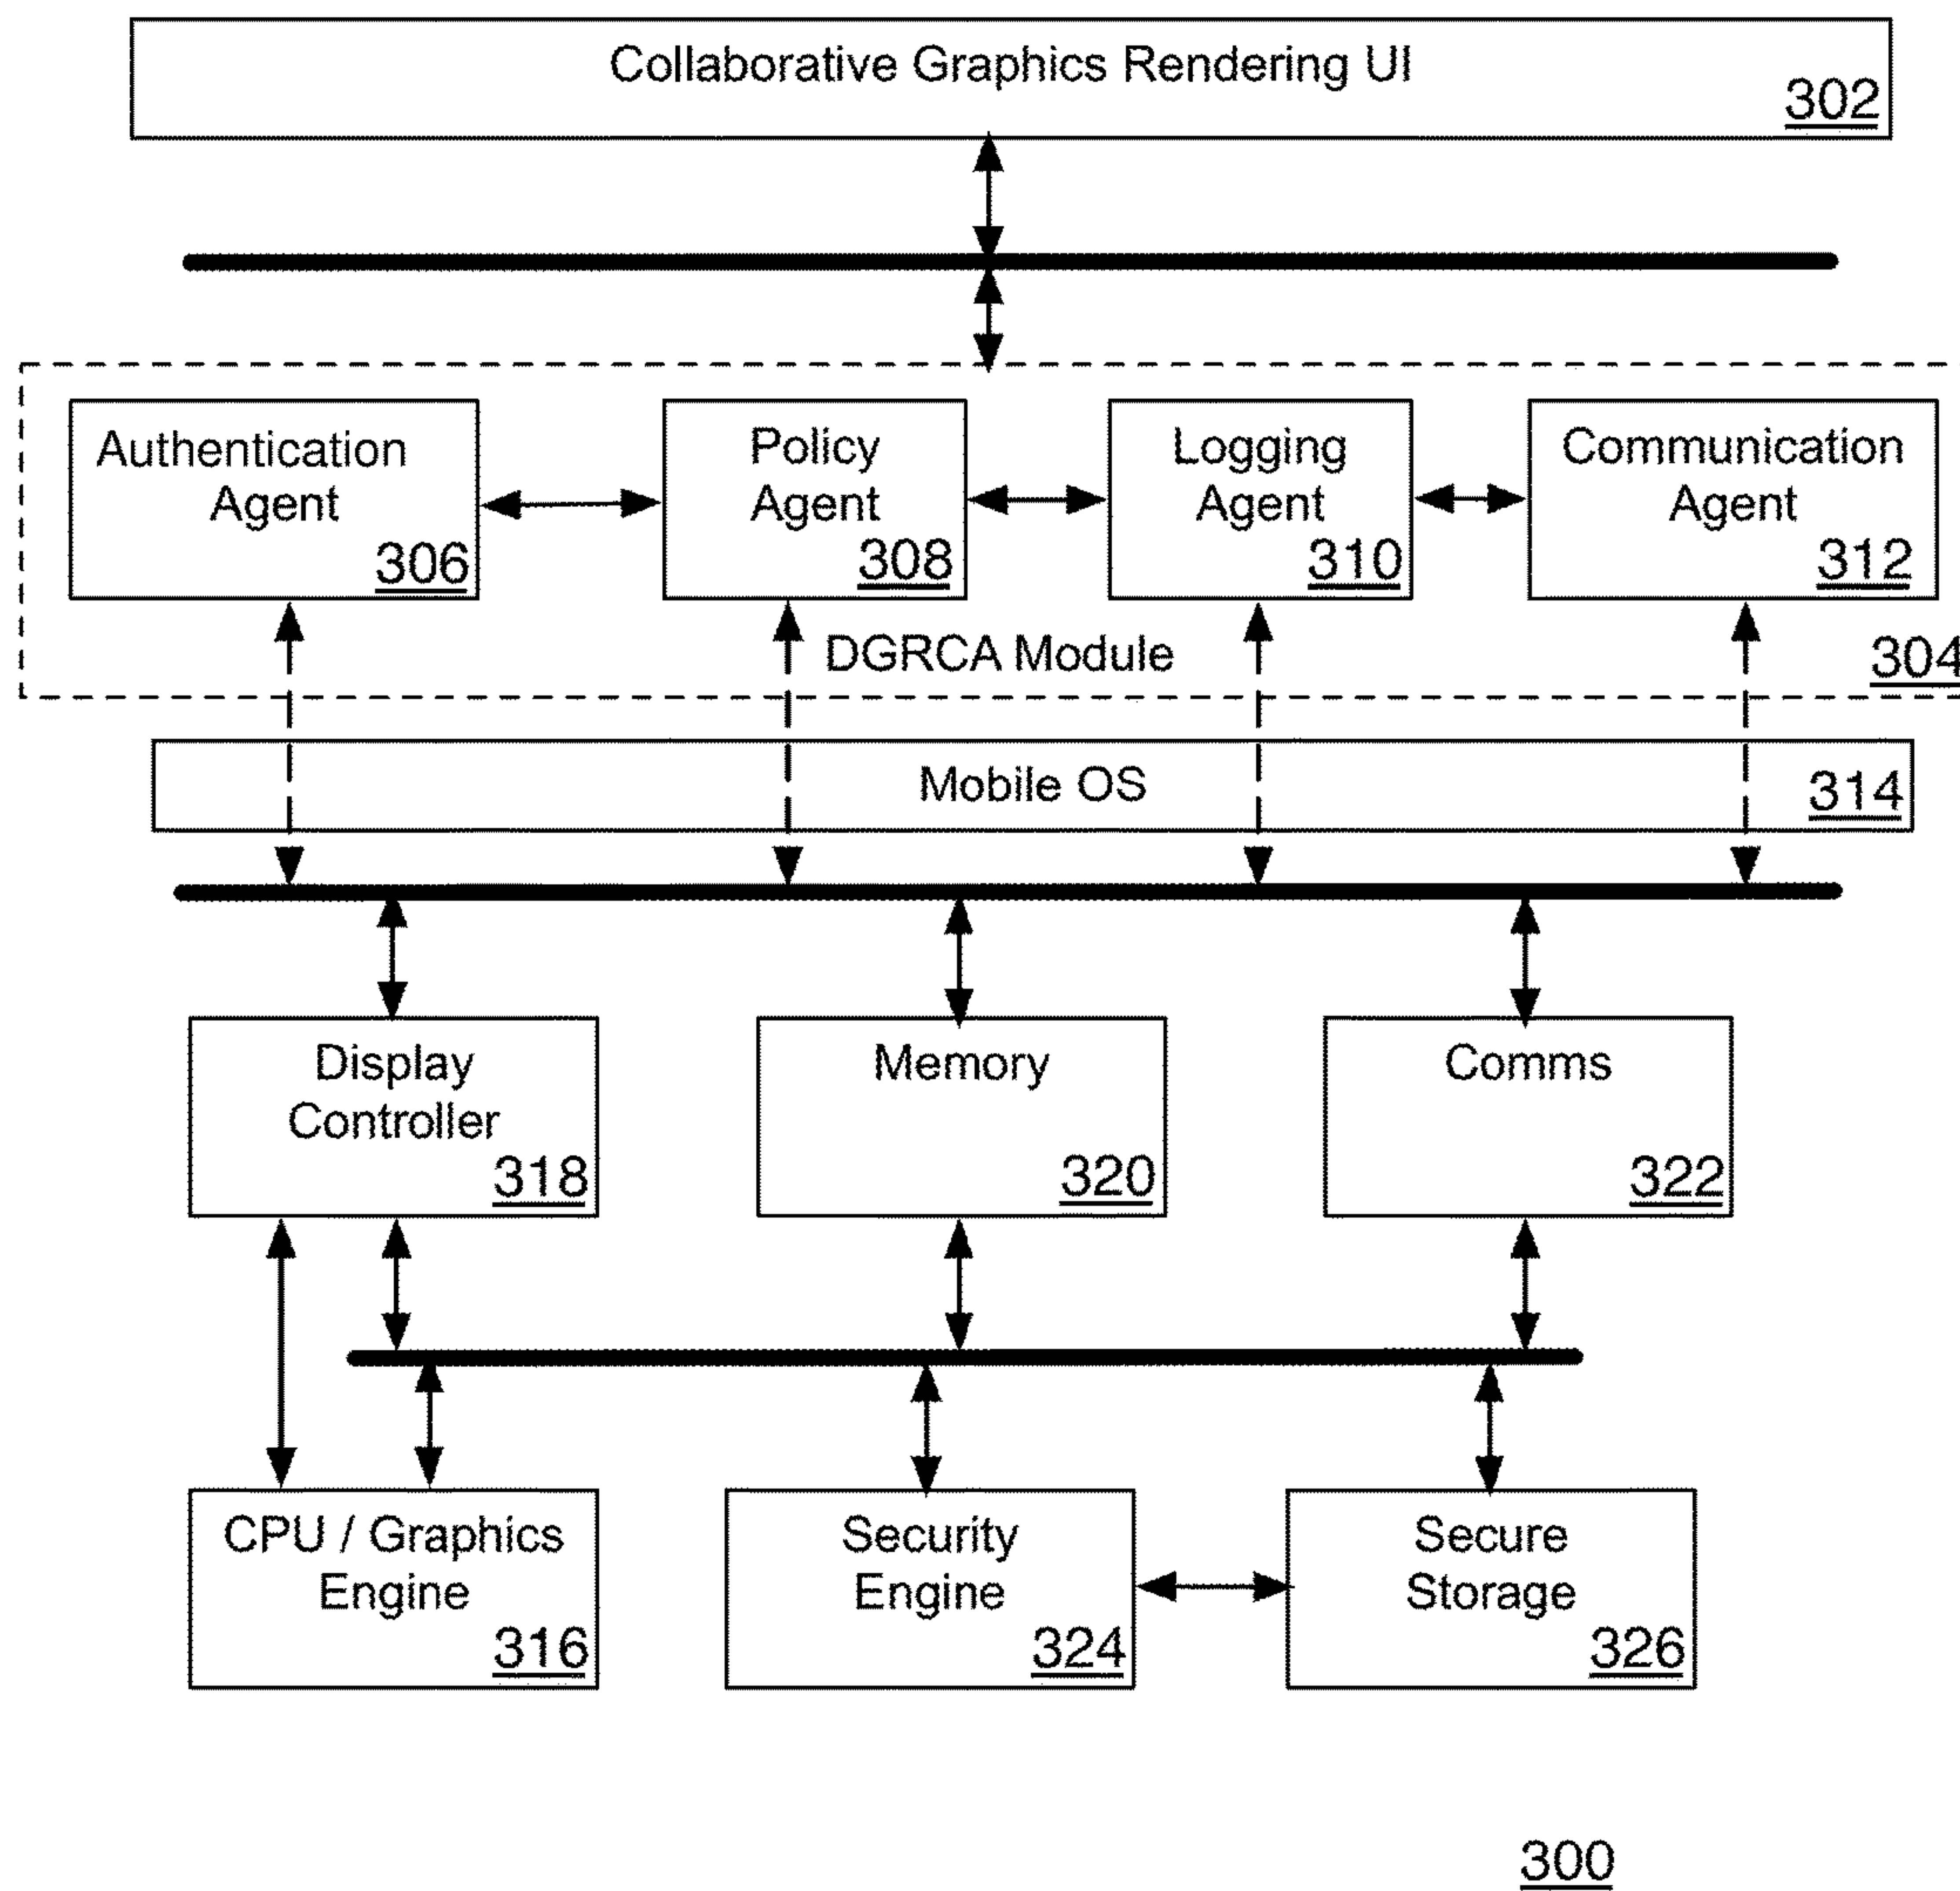 Collaborative Graphics Rendering UI
302
Authentication
Agent
306
Policy
Agent
308
Logging
Agent
310
Communication
Agent
312
DGRCA Module
304
Mobile OS
314
Display
Controller
318
Memory
320
Comms
322
CPU / Graphics
Engine
316
Security
Engine
324
Secure
Storage
326
300